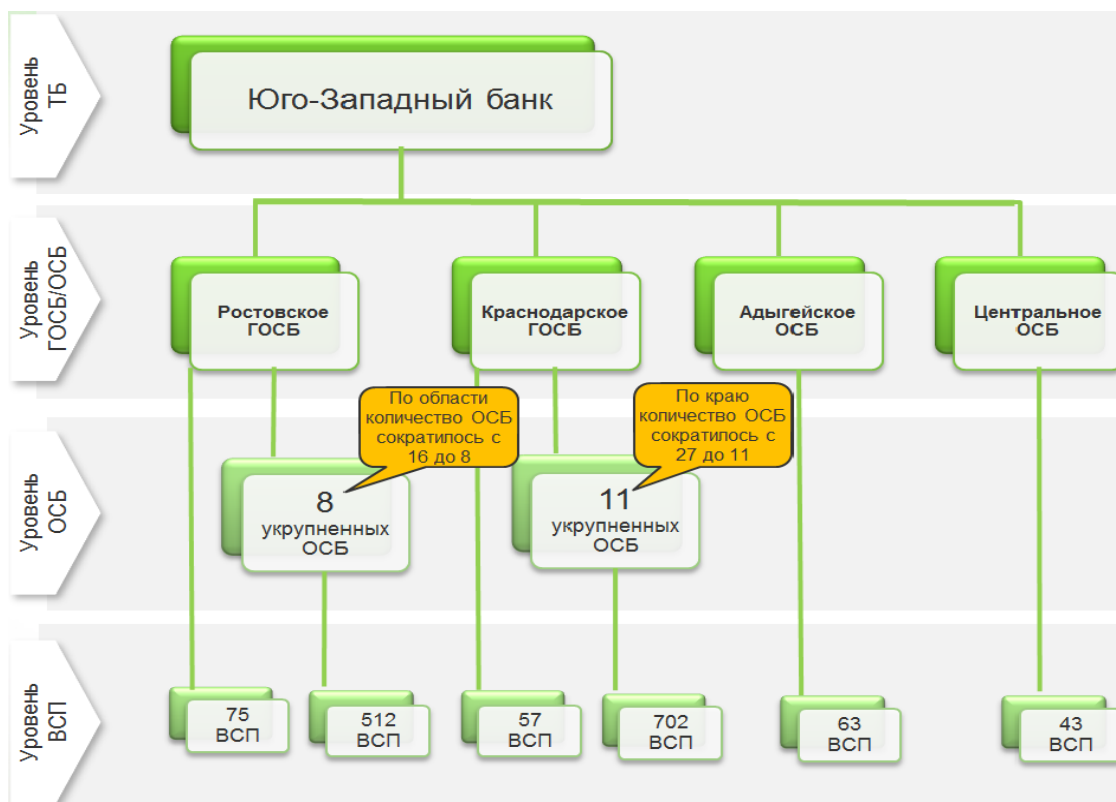 Уровень
ТБ
Юго-Западный банк
Уровень
ГОСБ/ОСБ
Ростовское
ГОСБ
Краснодарское
ГОСБ
Адыгейское
ОСБ
Центральное
ОСБ
По области
количество ОСБ
сократилось с
16 до 8
По краю
количество ОСБ
сократилось с
27 до 11
Уровень
ОСБ
8
укрупненных
ОСБ
11
укрупненных
ОСБ
Уровень
ВСП
75
ВСП
512
ВСП
57
ВСП
702
ВСП
63
ВСП
43
ВСП